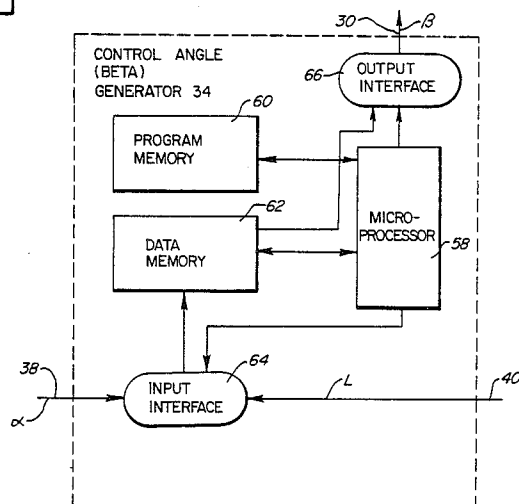 30
β
CONTROL ANGLE
(BETA)
GENERATOR 34
66
OUTPUT
INTERFACE
60
PROGRAM
MEMORY
62
DATA
MEMORY
MICRO-
PROCESSOR
58
38
α
64
INPUT
INTERFACE
L
40